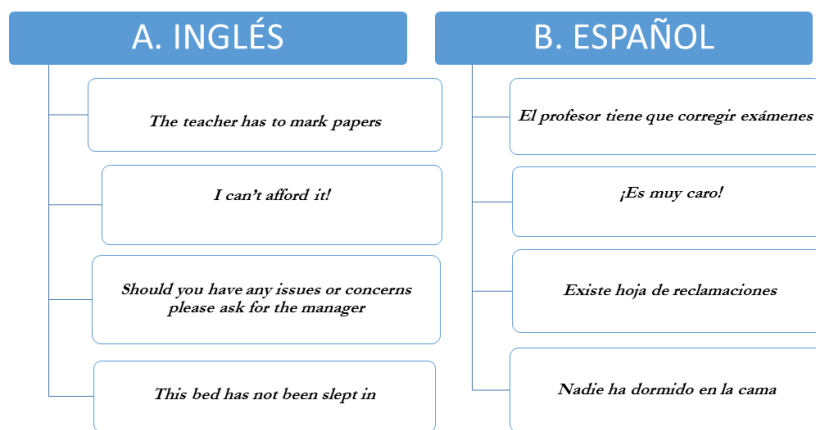 A. INGLÉS
The teacher has to mark papers
I can't afford it!
Should you have any issues or concerns
please ask for the manager
This bed has not been slept in
B. ESPAÑOL
El profesor tiene que corregir exámenes
¡Es muy caro!
Existe hoja de reclamaciones
Nadie ha dormido en la cama